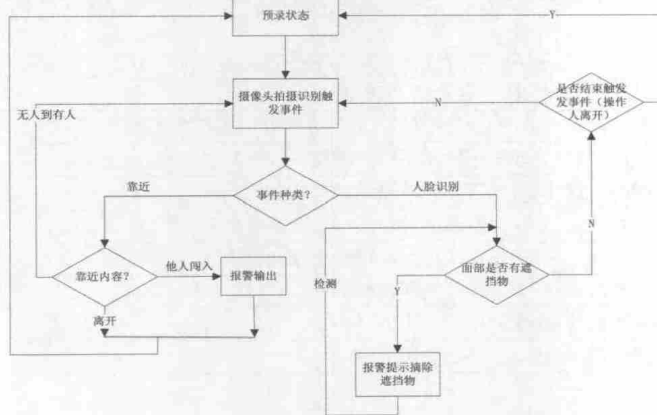 预录状态
Y
摄像头拍摄识别触
发事件
是否结束触发
发事件（操作
人离开）
N
无人到有人
靠近
事件种类？
人脸识别
N
靠近内容？
他人闯入
报警输出
检测
面部是否有遮
挡物
离开
Y
报警提示摘除
遮挡物